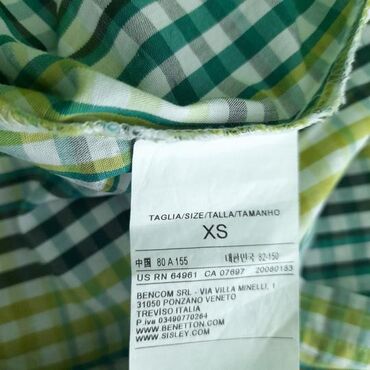 TAGLIA/SIZE/TALLA/TAMANHO
XS
中国 80 A 155 대한민국 82-150
US RN 64961 CA 07697 20080153
BENCOM SRL - VIA VILLA MINELLI, 1
31050 PONZANO VENETO
TREVISO ITALIA
P.iva 03490770264
WWW.BENETTON.COM
WWW.SISLEY.COM